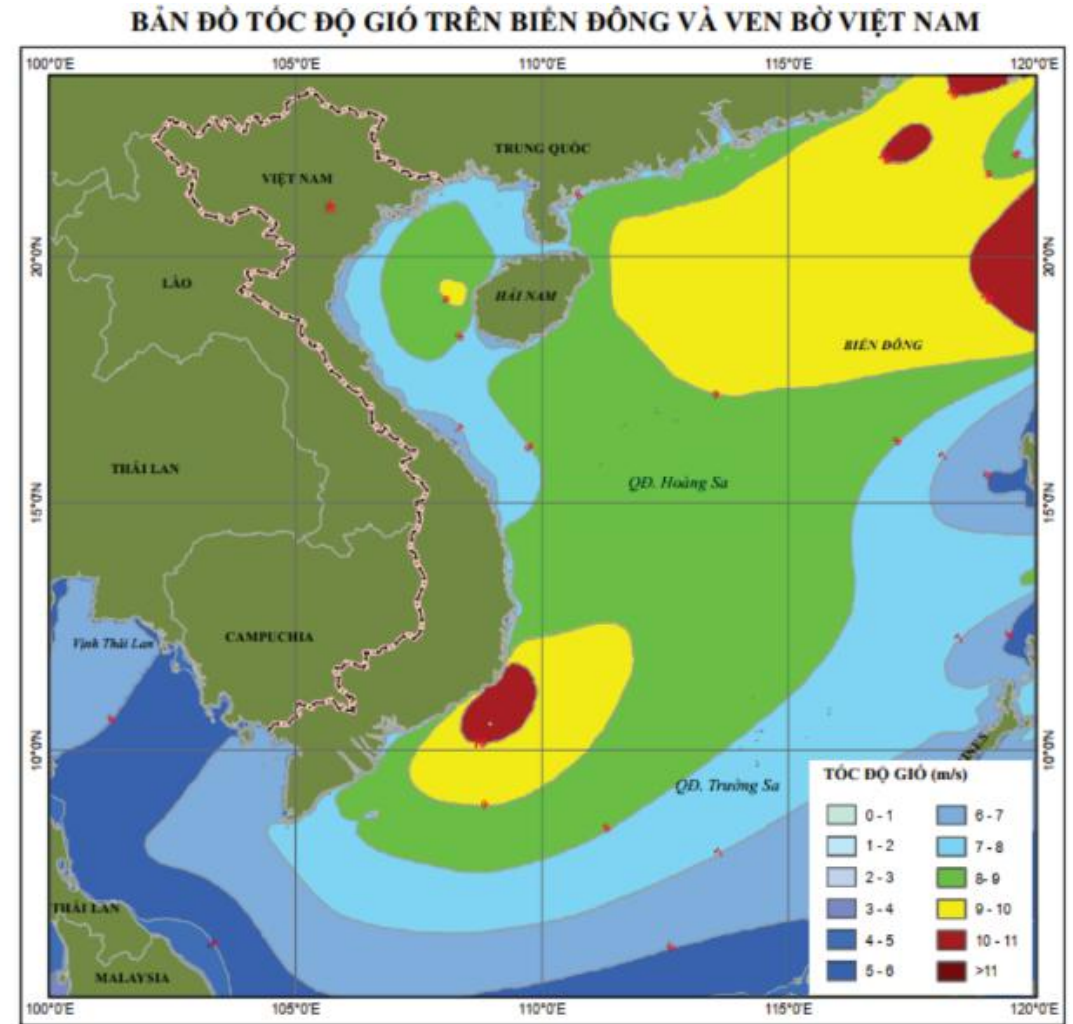 BẢN ĐỒ TỐC ĐỘ GIÓ TRÊN BIỂN ĐÔNG VÀ VEN BỜ VIỆT NAM
100°0'E 105°0'E 110°0'E 115°0'E 120°0'E
TRUNG QUỐC
VIỆT NAM
20°0'N 20°0'N
LÀO
HẢI NAM
BIỂN ĐÔNG
THÁI LAN
QĐ. Hoàng Sa
15°0'N 15°0'N
CAMPUCHIA
Vịnh Thái Lan
10°0'N 10°0'N
QĐ. Trường Sa
TỐC ĐỘ GIÓ (m/s)
0 - 1
1 - 2
2 - 3
3 - 4
4 - 5
5 - 6
6 - 7
7 - 8
8- 9
9 - 10
10 - 11
>11
THÁI LAN
MALAYSIA
100°0'E 105°0'E 110°0'E 115°0'E 120°0'E